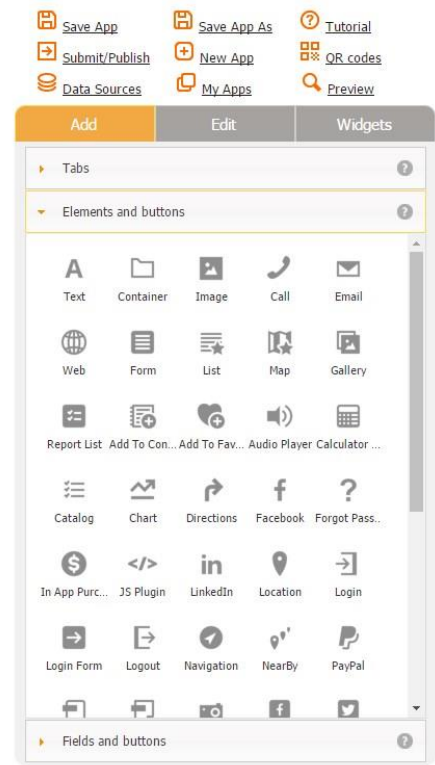 Save App Save App As Tutorial
Submit/Publish New App QR codes
Data Sources My Apps Preview
Add Edit Widgets
Tabs ?
Elements and buttons ?
A
Text Container Image Call Email
Web Form List Map Gallery
Report List Add To Con... Add To Fav... Audio Player Calculator ...
f ?
Catalog Chart Directions Facebook Forgot Pass..
$ </> in
In App Purc... JS Plugin LinkedIn Location Login
Login Form Logout Navigation NearBy PayPal
Fields and buttons ?